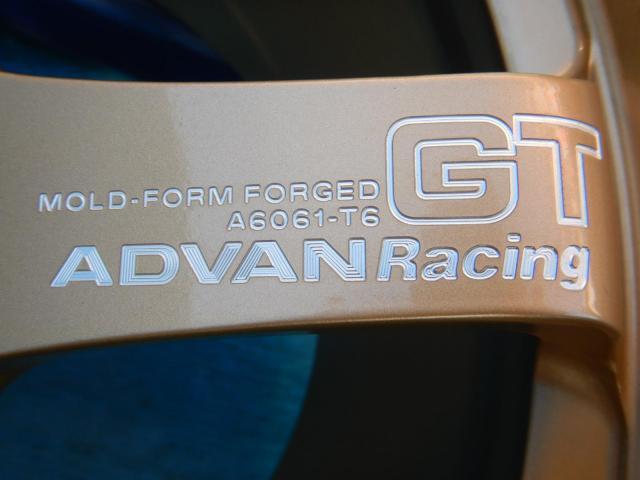 GT
MOLD-FORM FORGED
A6061-T6
ADVAN Racing